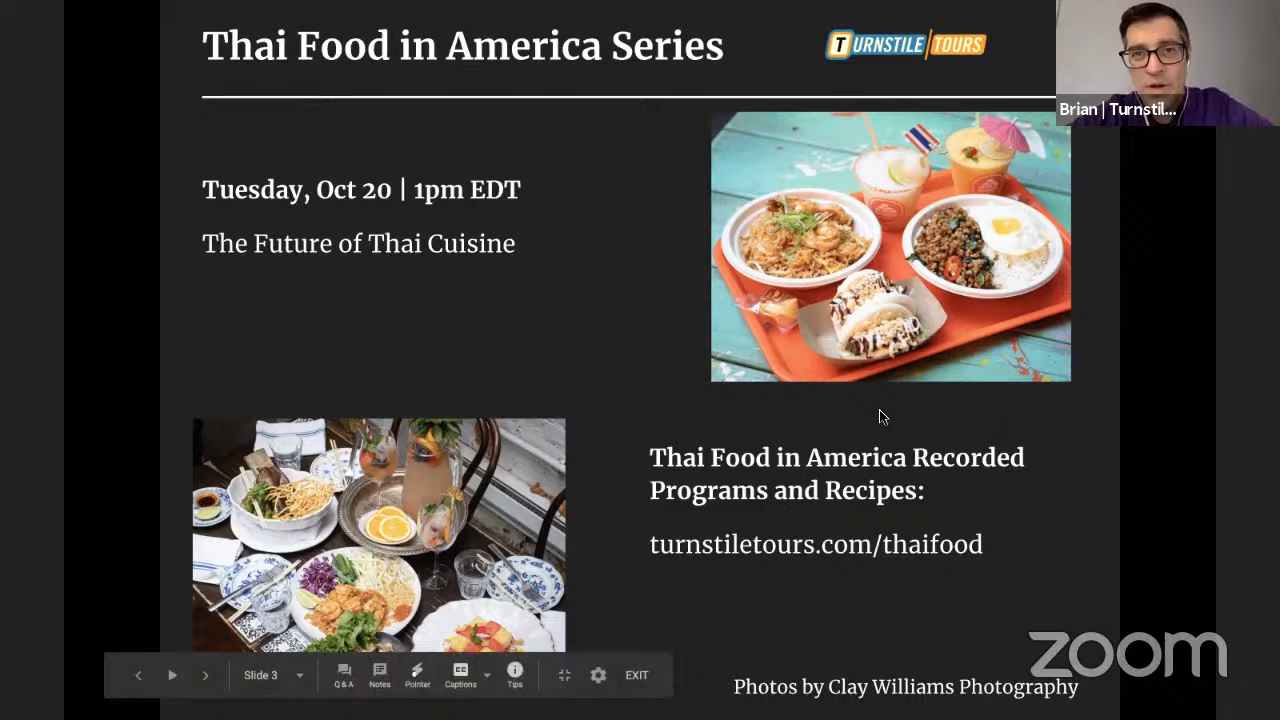 Thai Food in America Series
TURNSTILE TOURS
Brian | Turnstil...
Tuesday, Oct 20 | 1pm EDT
The Future of Thai Cuisine
Thai Food in America Recorded
Programs and Recipes:
turnstiletours.com/thaifood
Slide 3
Q & A
Notes
Pointer
CC
Captions
Tips
EXIT
zoom
Photos by Clay Williams Photography